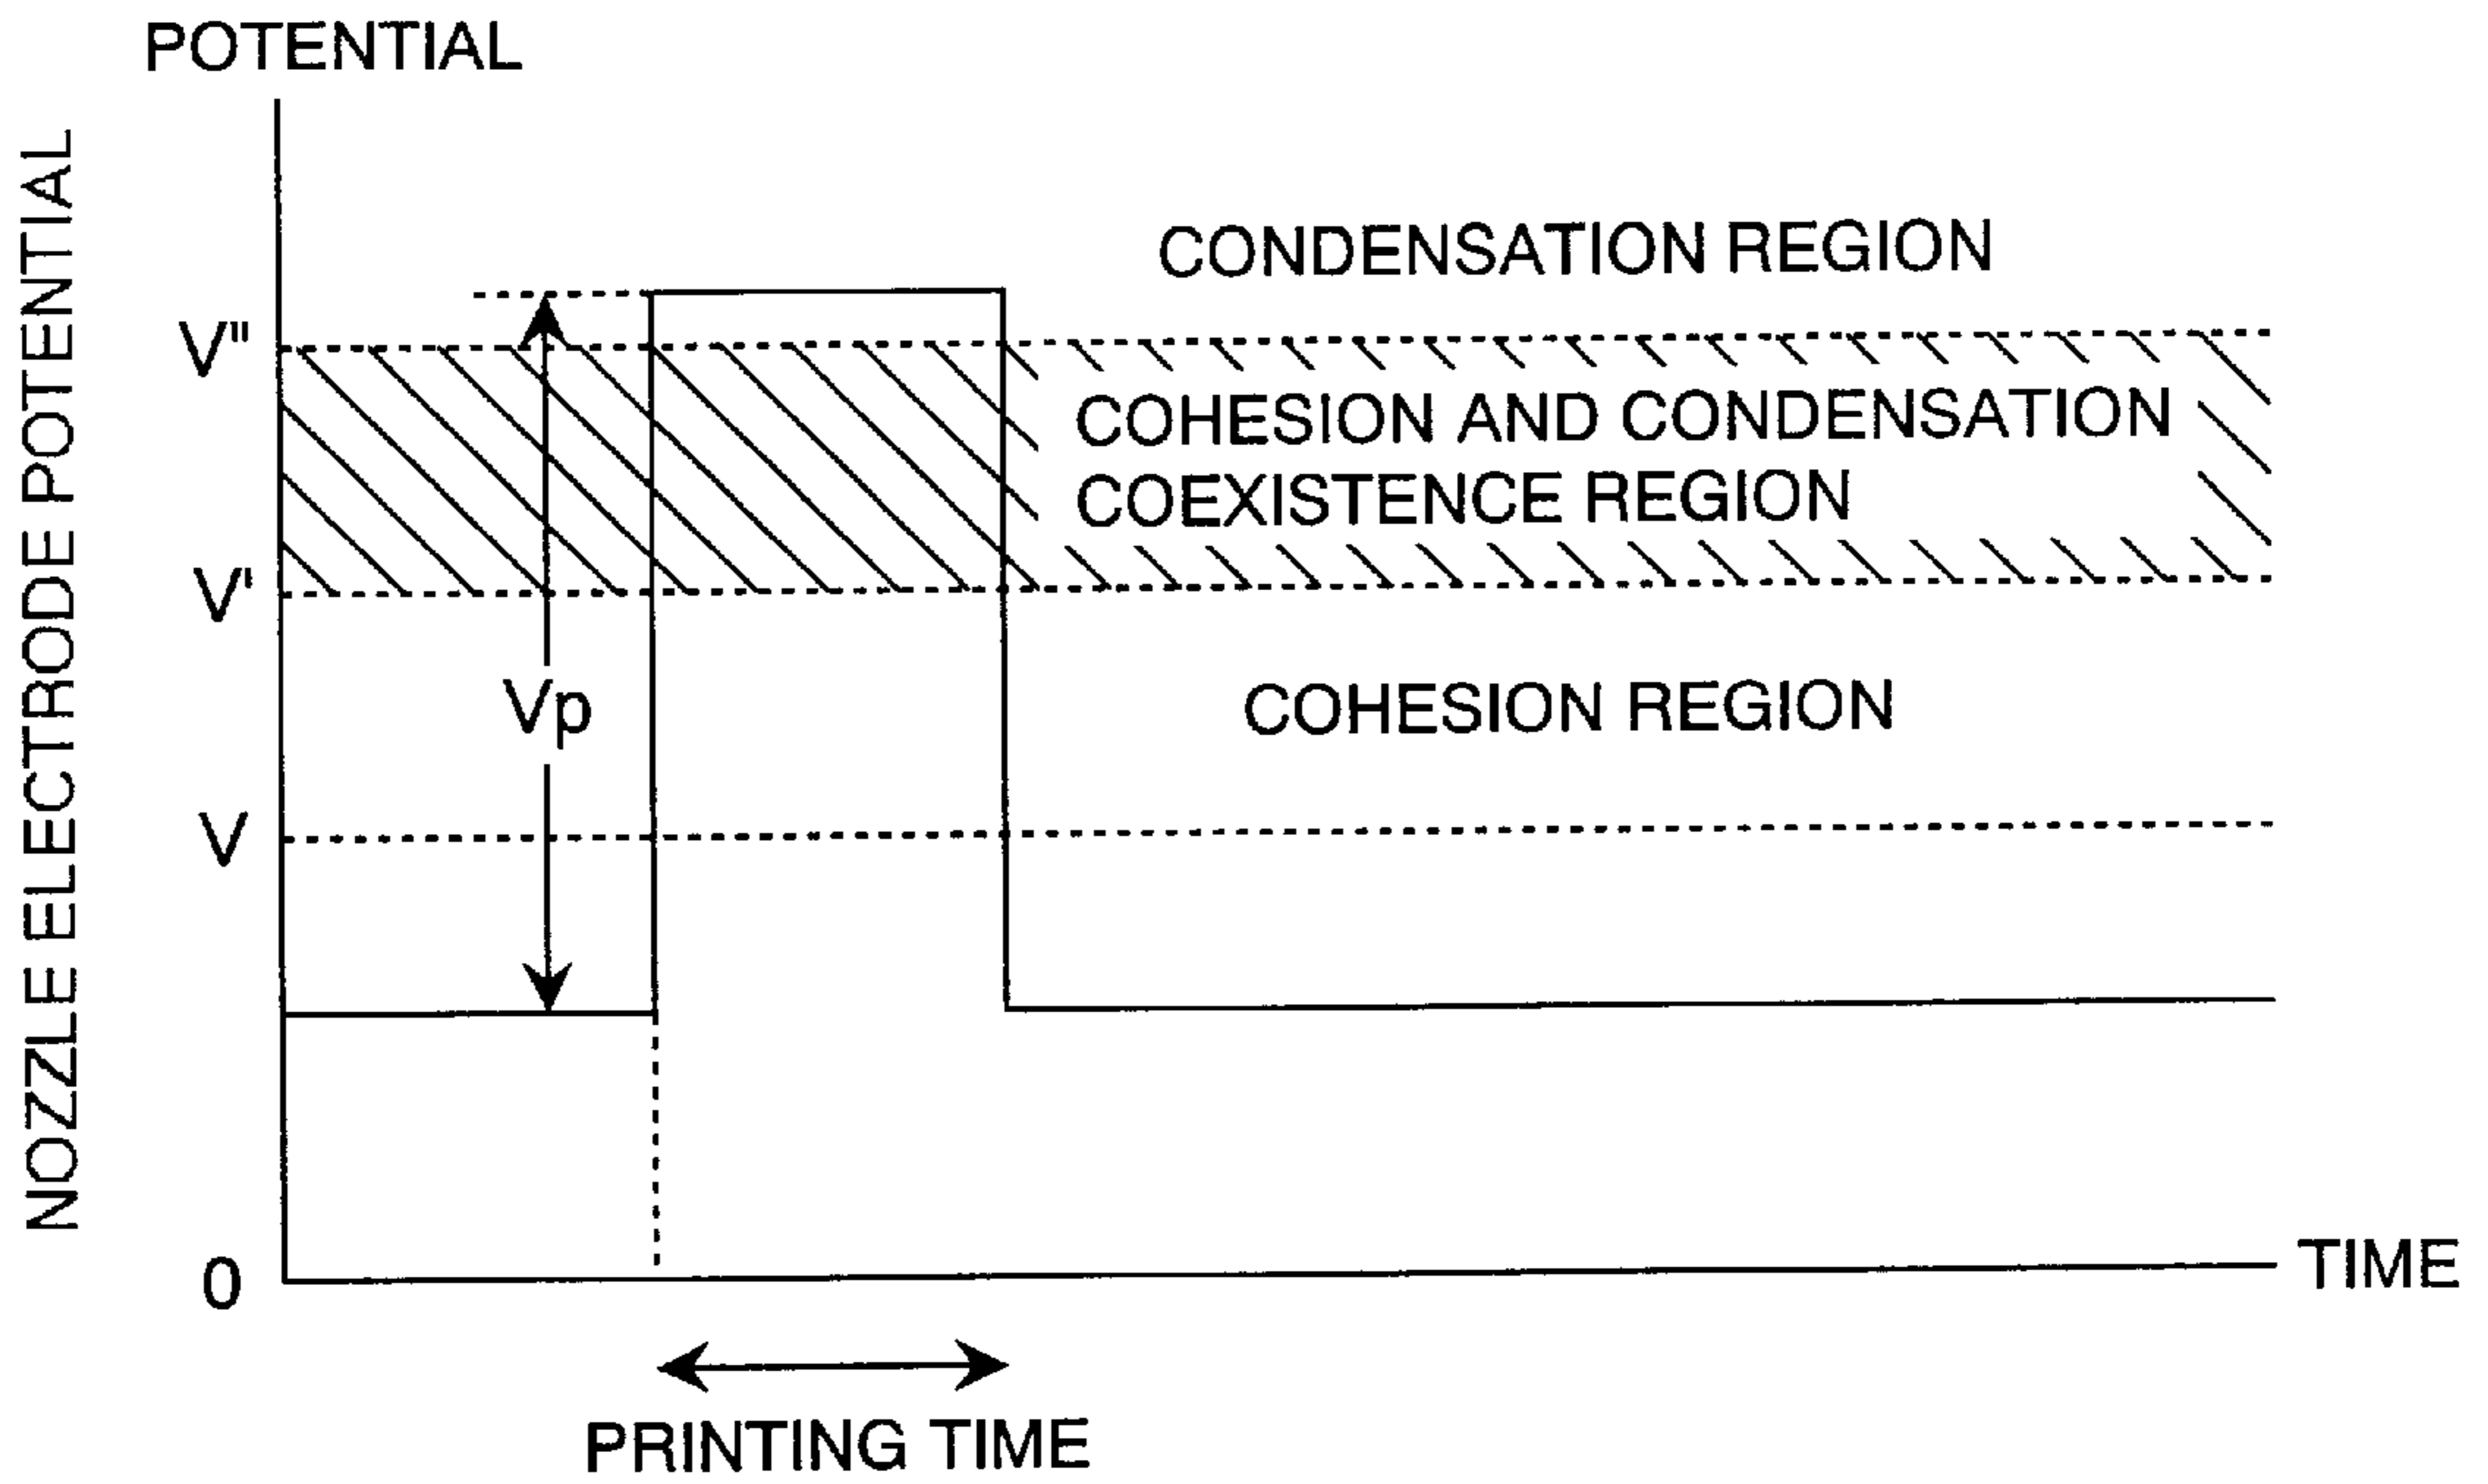 POTENTIAL
NOZZLE ELECTRODE POTENTIAL
CONDENSATION REGION
V"
COHESION AND CONDENSATION
COEXISTENCE REGION
V'
Vp
COHESION REGION
V
0
TIME
PRINTING TIME